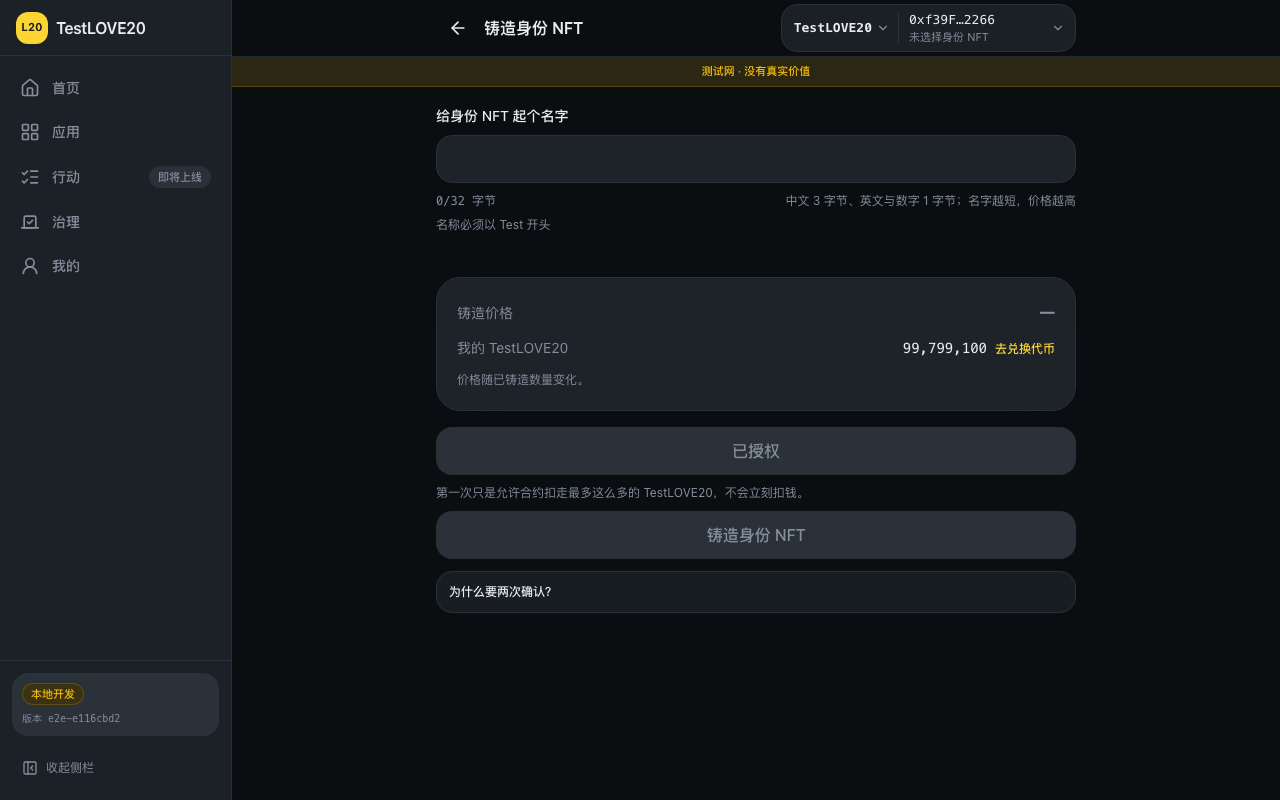 L20 TestLOVE20
首页
应用
行动 即将上线
治理
我的
本地开发
版本 e2e-e116cbd2
收起侧栏
铸造身份 NFT
TestLOVE20
0xf39F…2266
未选择身份 NFT
测试网 · 没有真实价值
给身份 NFT 起个名字
0/32 字节 中文 3 字节、英文与数字 1 字节；名字越短，价格越高
名称必须以 Test 开头
铸造价格 —
我的 TestLOVE20 99,799,100 去兑换代币
价格随已铸造数量变化。
已授权
第一次只是允许合约扣走最多这么多的 TestLOVE20，不会立刻扣钱。
铸造身份 NFT
为什么要两次确认?